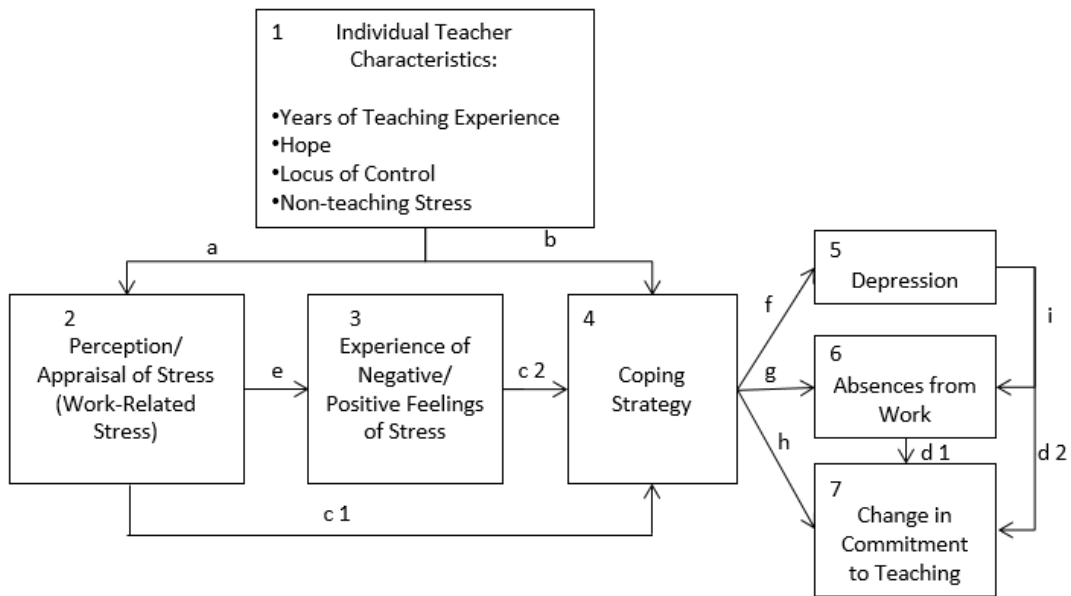 1 Individual Teacher
Characteristics:
•Years of Teaching Experience
•Hope
•Locus of Control
•Non-teaching Stress
a
b
2
Perception/
Appraisal of Stress
(Work-Related
Stress)
e
3
Experience of
Negative/
Positive Feelings
of Stress
c 2
4
Coping
Strategy
c 1
f
g
h
5
Depression
i
6
Absences from
Work
d 1
d 2
7
Change in
Commitment
to Teaching